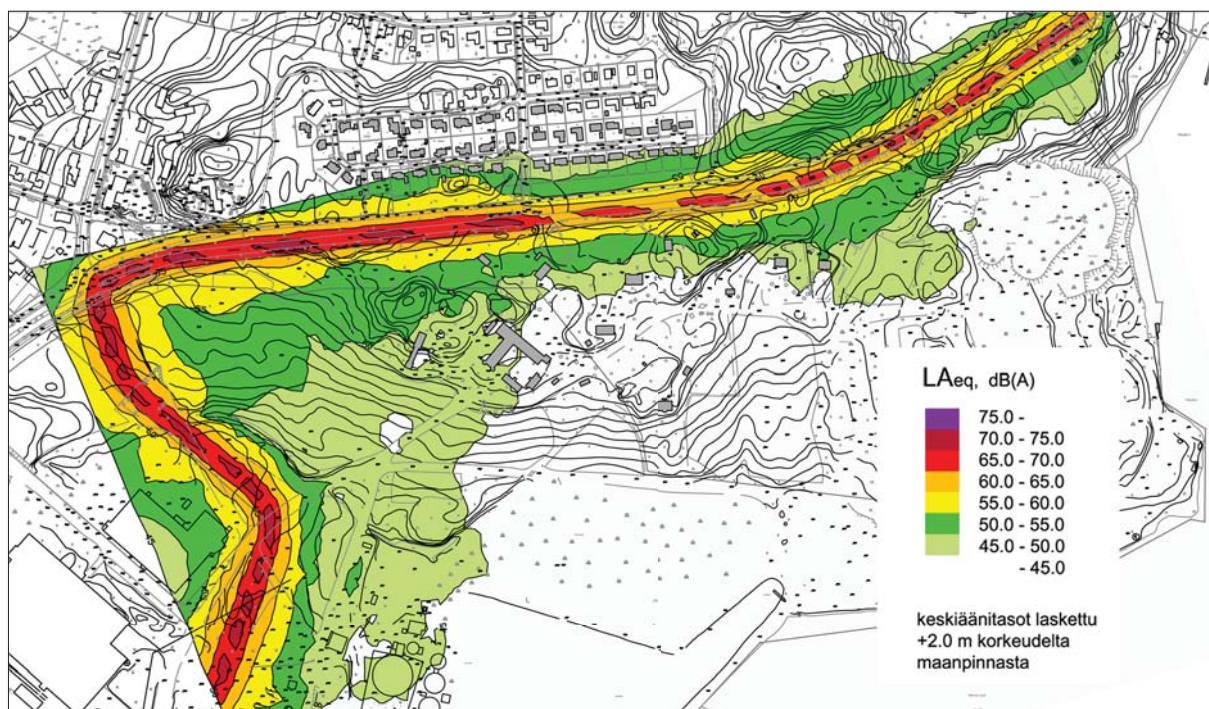 LAeq, dB(A)
75.0 -
70.0 - 75.0
65.0 - 70.0
60.0 - 65.0
55.0 - 60.0
50.0 - 55.0
45.0 - 50.0
- 45.0
keskiäänitasot laskettu
+2.0 m korkeudelta
maanpinnasta